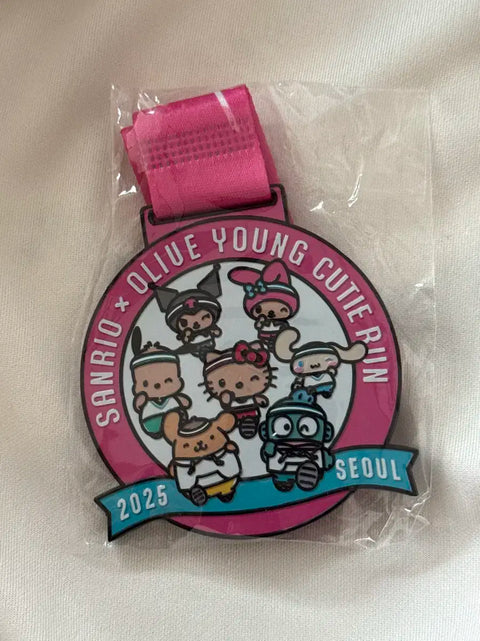 SANRIO × OLIVE YOUNG CUTIE RUN
2025
SEOUL